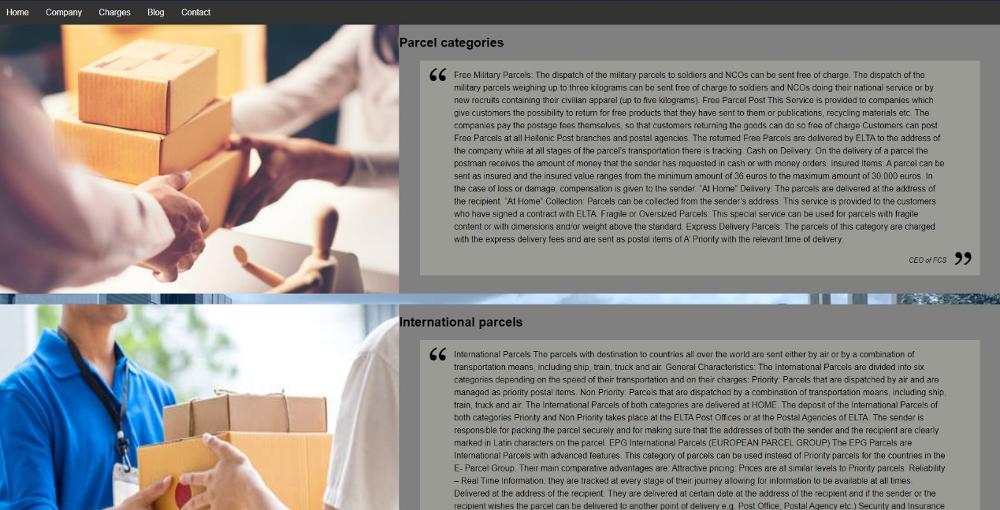 Home Company Charges Blog Contact
Parcel categories
“ Free Military Parcels: The dispatch of the military parcels to soldiers and NCOs can be sent free of charge. The dispatch of the
military parcels weighing up to three kilograms can be sent free of charge to soldiers and NCOs doing their national service or by
new recruits containing their civilian apparel (up to five kilograms). Free Parcel Post This Service is provided to companies which
give customers the possibility to return for free products that they have sent to them or publications, recycling materials etc. The
companies pay the postage fees themselves, so that customers returning the goods can do so free of charge Customers can post
Free Parcels at all Hellenic Post branches and postal agencies. The returned Free Parcels are delivered by ELTA to the address of
the company while at all stages of the parcel's transportation there is tracking. Cash on Delivery: On the delivery of a parcel the
postman receives the amount of money that the sender has requested in cash or with money orders. Insured Items: A parcel can be
sent as insured and the insured value ranges from the minimum amount of 36 euros to the maximum amount of 30.000 euros. In
the case of loss or damage, compensation is given to the sender. “At Home” Delivery: The parcels are delivered at the address of
the recipient. “At Home” Collection: Parcels can be collected from the sender's address. This service is provided to the customers
who have signed a contract with ELTA. Fragile or Oversized Parcels: This special service can be used for parcels with fragile
content or with dimensions and/or weight above the standard. Express Delivery Parcels: The parcels of this category are charged
with the express delivery fees and are sent as postal items of A' Priority with the relevant time of delivery.
CEO of FCS ”
International parcels
“ International Parcels The parcels with destination to countries all over the world are sent either by air or by a combination of
transportation means, including ship, train, truck and air. General Characteristics: The International Parcels are divided into six
categories depending on the speed of their transportation and on their charges: Priority: Parcels that are dispatched by air and are
managed as priority postal items. Non Priority: Parcels that are dispatched by a combination of transportation means, including ship,
train, truck and air. The International Parcels of both categories are delivered at HOME. The deposit of the International Parcels of
both categories Priority and Non Priority takes place at the ELTA Post Offices or at the Postal Agencies of ELTA. The sender is
responsible for packing the parcel securely and for making sure that the addresses of both the sender and the recipient are clearly
marked in Latin characters on the parcel. EPG International Parcels (EUROPEAN PARCEL GROUP) The EPG Parcels are
International Parcels with advanced features. This category of parcels can be used instead of Priority parcels for the countries in the
E- Parcel Group. Their main comparative advantages are: Attractive pricing: Prices are at similar levels to Priority parcels. Reliability
– Real Time Information: they are tracked at every stage of their journey allowing for information to be available at all times.
Delivered at the address of the recipient: They are delivered at certain date at the address of the recipient and if the sender or the
recipient wishes the parcel can be delivered to another point of delivery e.g. Post Office, Postal Agency etc.) Security and Insurance